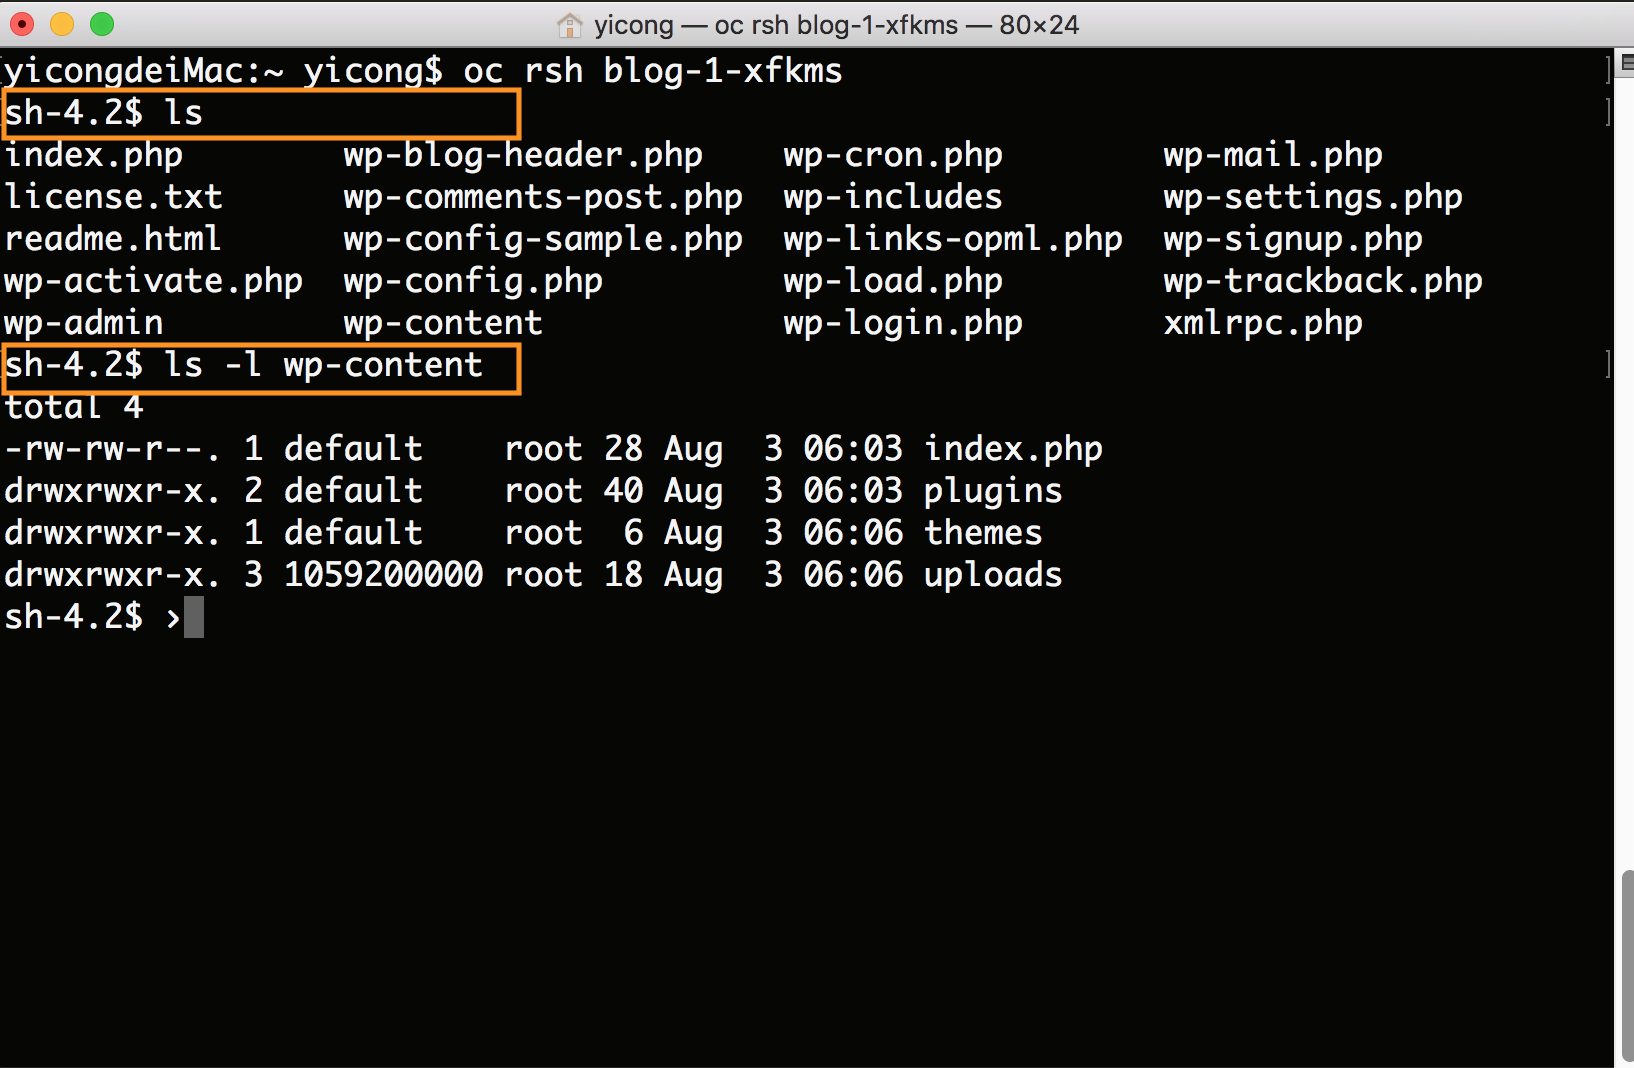 yicong — oc rsh blog-1-xfkms — 80×24
yicongdeiMac:~ yicong$ oc rsh blog-1-xfkms
sh-4.2$ ls
index.php        wp-blog-header.php    wp-cron.php        wp-mail.php
license.txt      wp-comments-post.php  wp-includes        wp-settings.php
readme.html      wp-config-sample.php  wp-links-opml.php  wp-signup.php
wp-activate.php  wp-config.php         wp-load.php        wp-trackback.php
wp-admin         wp-content            wp-login.php       xmlrpc.php
sh-4.2$ ls -l wp-content
total 4
-rw-rw-r--. 1 default    root 28 Aug  3 06:03 index.php
drwxrwxr-x. 2 default    root 40 Aug  3 06:03 plugins
drwxrwxr-x. 1 default    root  6 Aug  3 06:06 themes
drwxrwxr-x. 3 1059200000 root 18 Aug  3 06:06 uploads
sh-4.2$ ›